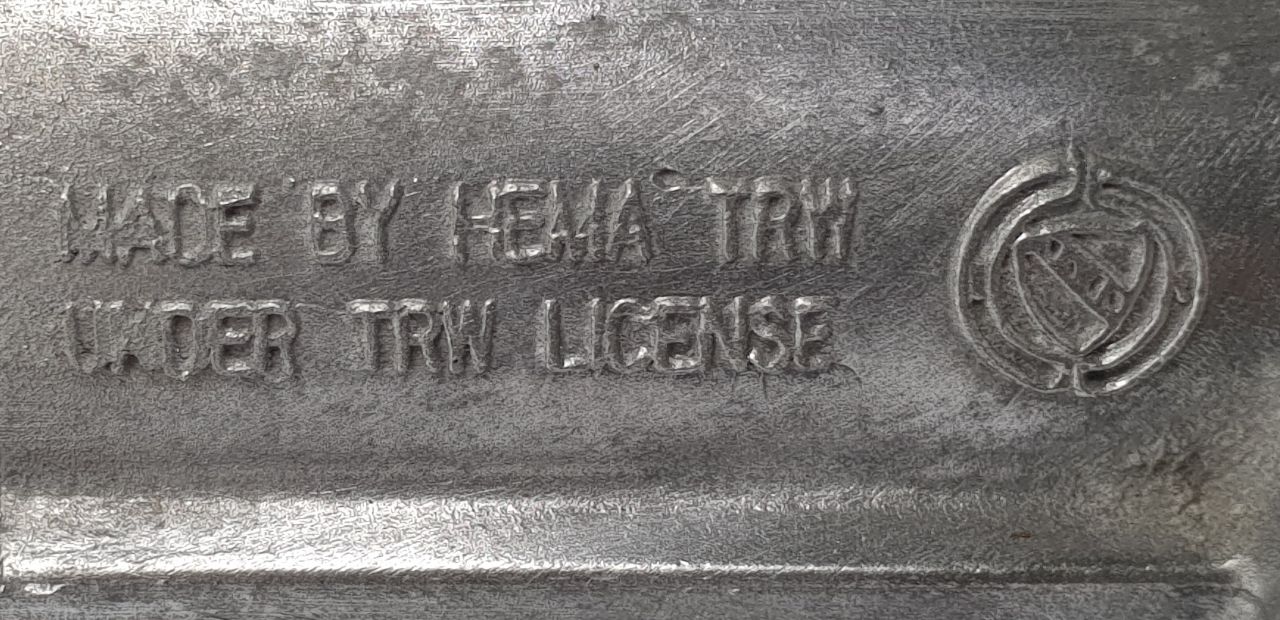 MADE BY HEMA TRW
UNDER TRW LICENSE